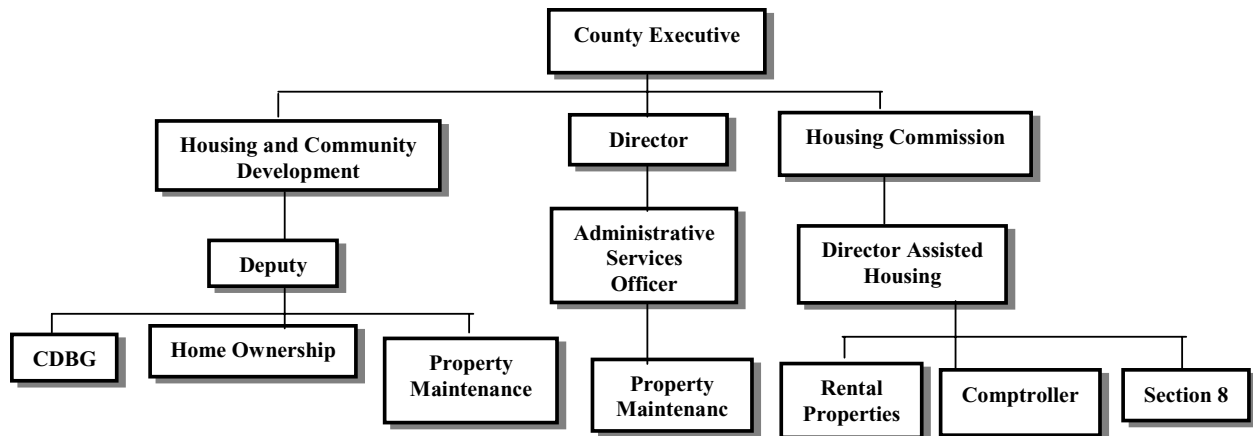 County Executive
Housing and Community
Development
Director
Housing Commission
Administrative
Services
Officer
Director Assisted
Housing
Deputy
CDBG
Home Ownership
Property
Maintenance
Property
Maintenanc
Rental
Properties
Comptroller
Section 8